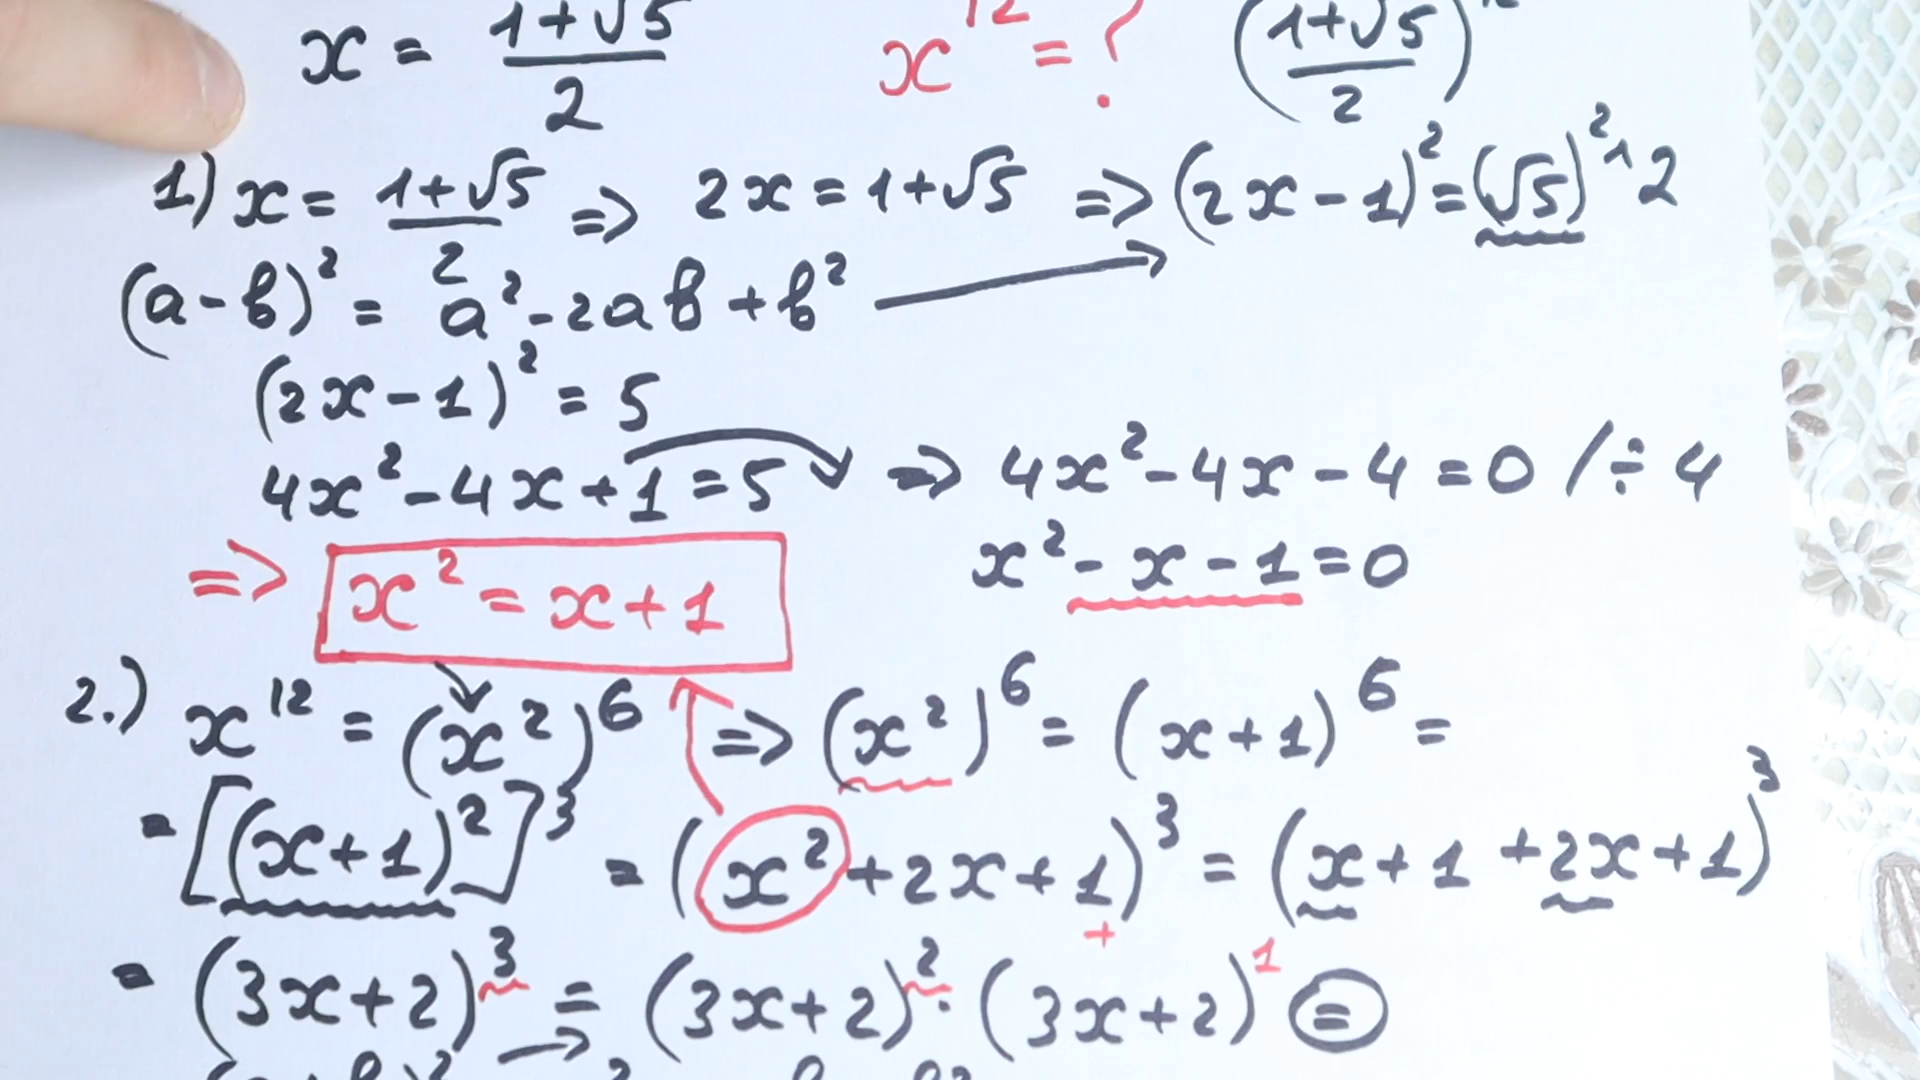 x = (1+√5)/2 x^12 = ? ((1+√5)/2)^12
1.) x = (1+√5)/2 => 2x = 1+√5 => (2x-1)^2 = (√5)^2 ^ 2
(a-b)^2 = a^2 - 2ab + b^2 →
(2x-1)^2 = 5
4x^2 - 4x + 1 = 5 => 4x^2 - 4x - 4 = 0 / ÷ 4
=> x^2 = x+1 x^2 - x - 1 = 0
2.) x^12 = (x^2)^6 => (x^2)^6 = (x+1)^6 =
= [(x+1)^2]^3 = (x^2 + 2x + 1)^3 = (x + 1 + 2x + 1)^3
= (3x+2)^3 = (3x+2)^2 · (3x+2)^1 =
+